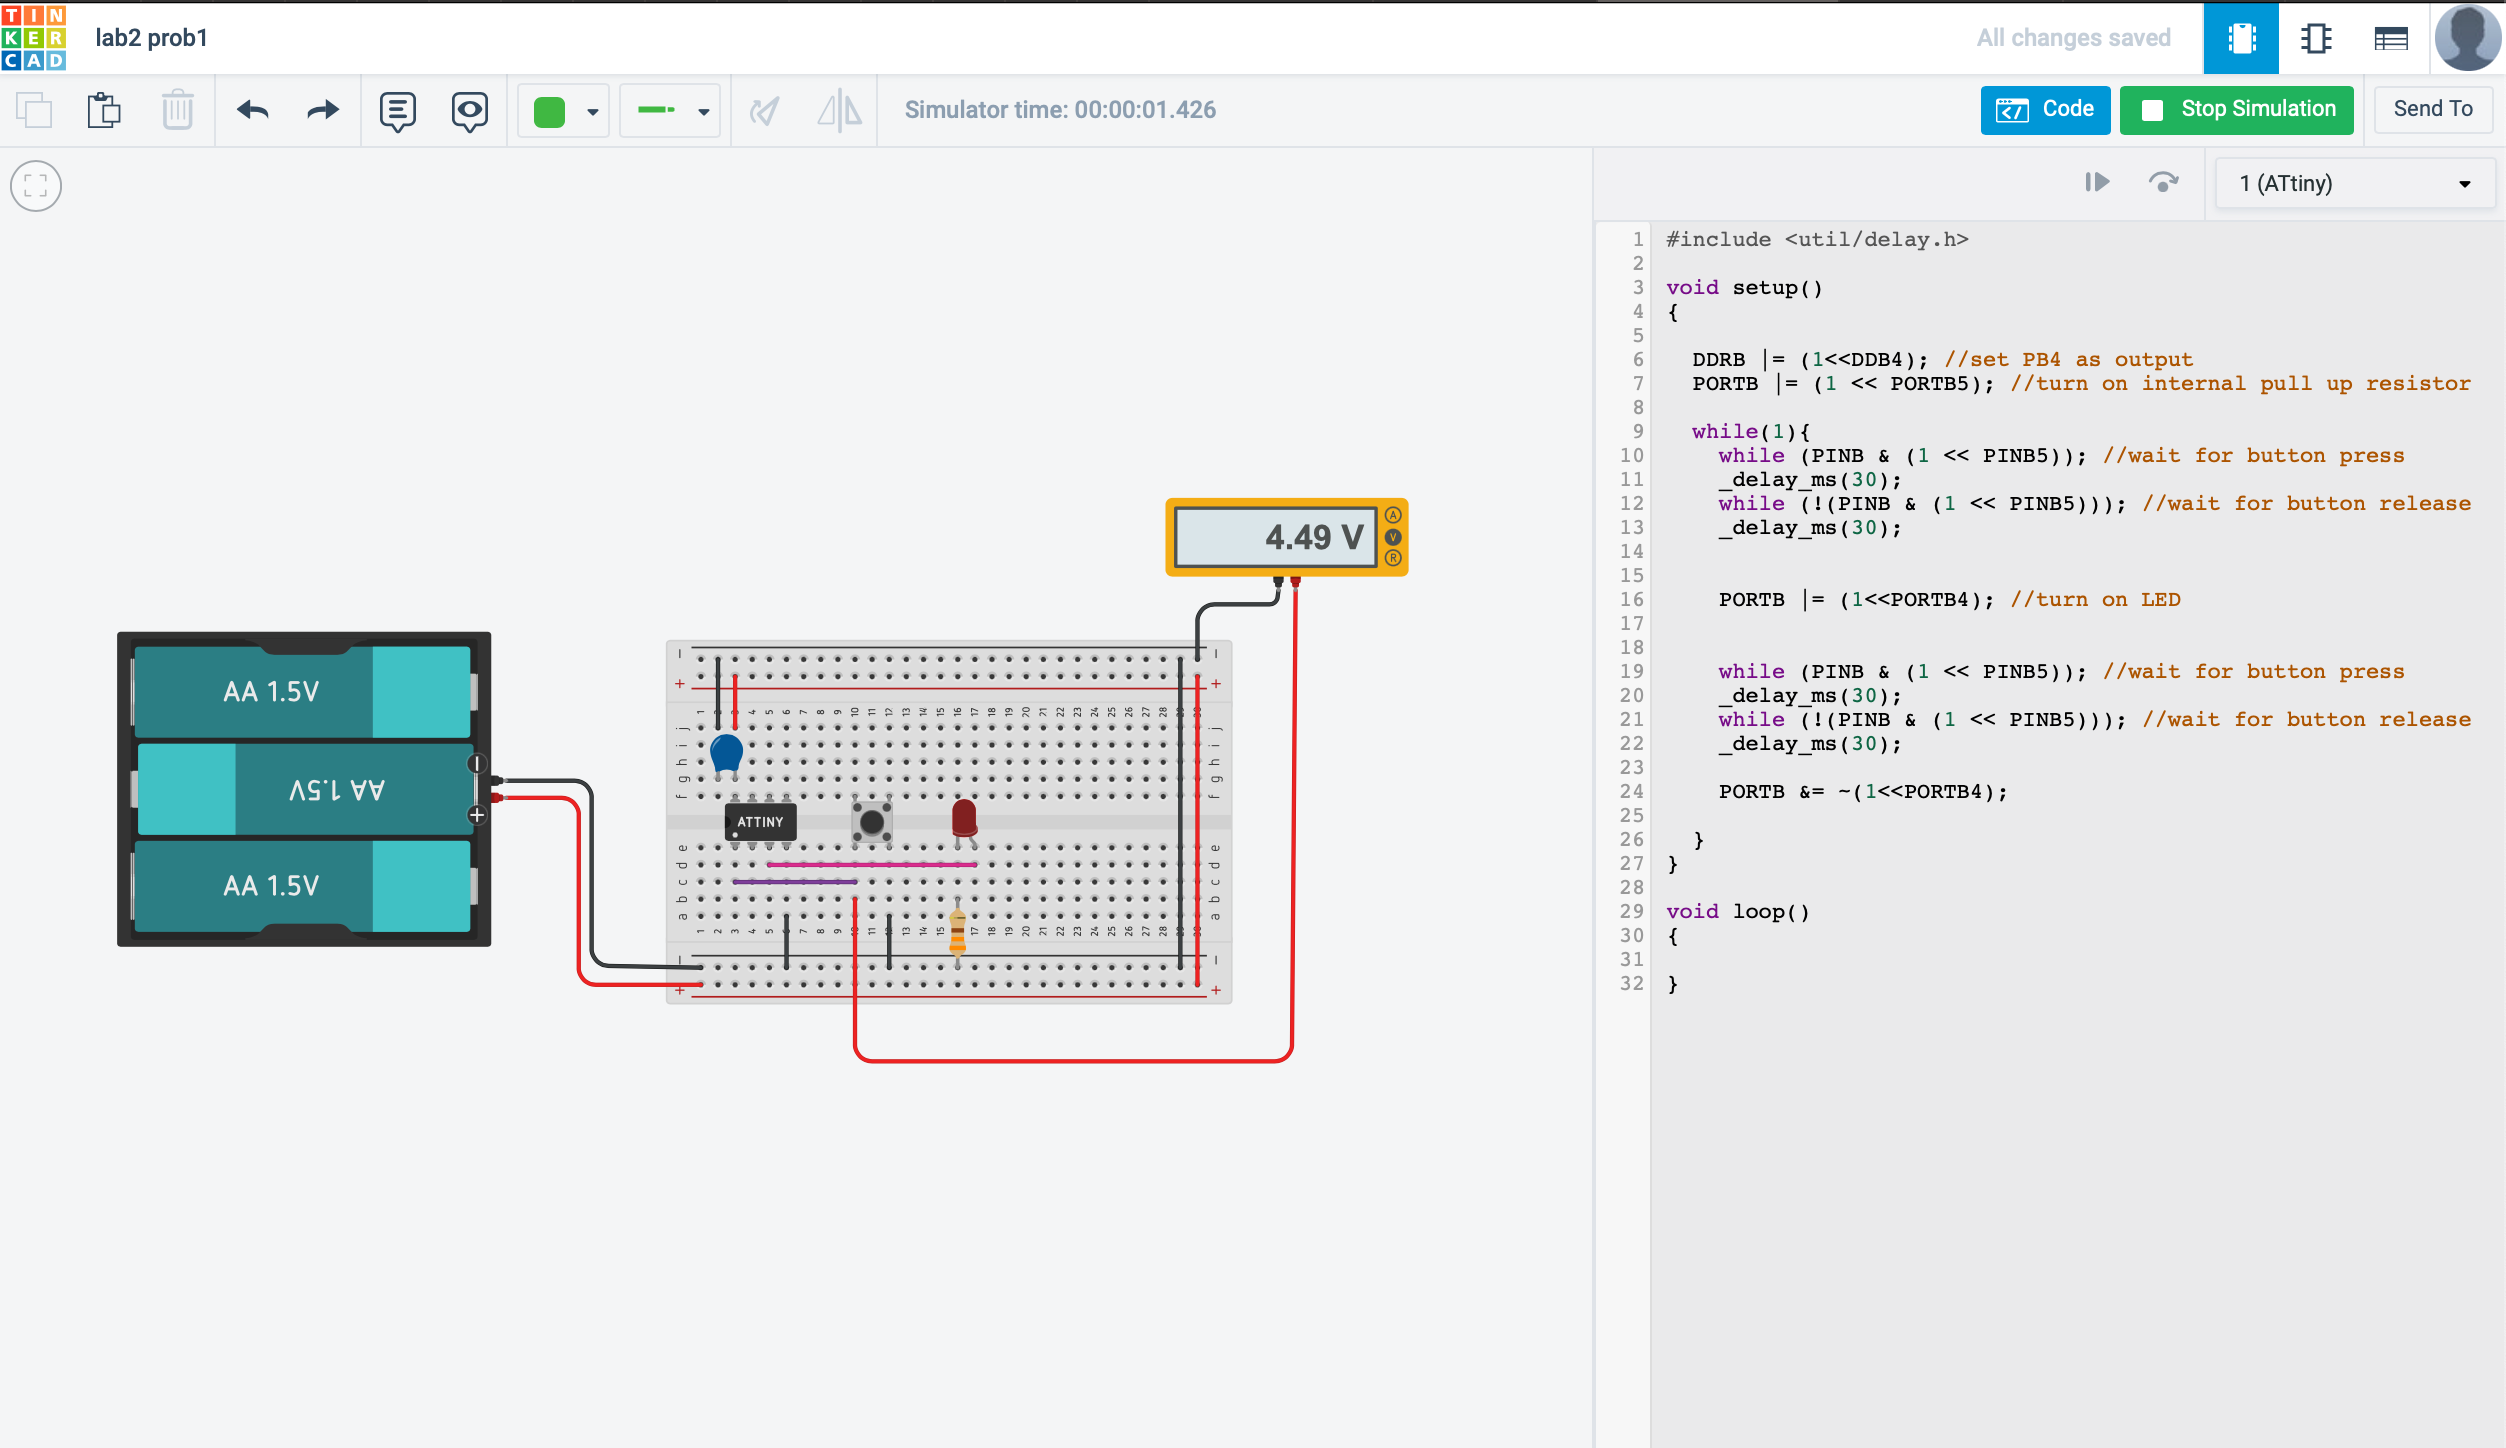 TINKERCAD
lab2 prob1
All changes saved
Simulator time: 00:00:01.426
Code
Stop Simulation
Send To
1 (ATtiny)
1 #include <util/delay.h>
2
3 void setup()
4 {
5
6 DDRB |= (1<<DDB4); //set PB4 as output
7 PORTB |= (1 << PORTB5); //turn on internal pull up resistor
8
9 while(1){
10 while (PINB & (1 << PINB5)); //wait for button press
11 _delay_ms(30);
12 while (!(PINB & (1 << PINB5))); //wait for button release
13 _delay_ms(30);
14
15
16 PORTB |= (1<<PORTB4); //turn on LED
17
18
19 while (PINB & (1 << PINB5)); //wait for button press
20 _delay_ms(30);
21 while (!(PINB & (1 << PINB5))); //wait for button release
22 _delay_ms(30);
23
24 PORTB &= ~(1<<PORTB4);
25
26 }
27 }
28
29 void loop()
30 {
31
32 }
4.49 V
A
V
R
AA 1.5V
AA 1.5V
AA 1.5V
ATTINY
j
i
h
g
f
e
d
c
b
a